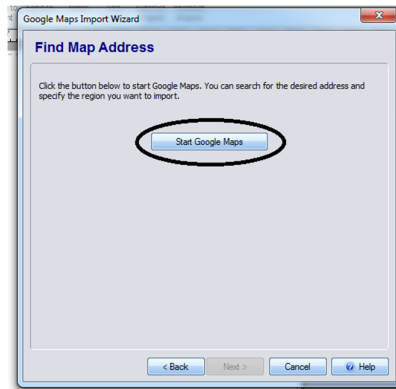 Google Maps Import Wizard
Find Map Address
Click the button below to start Google Maps. You can search for the desired address and
specify the region you want to import.
Start Google Maps
< Back Next > Cancel Help